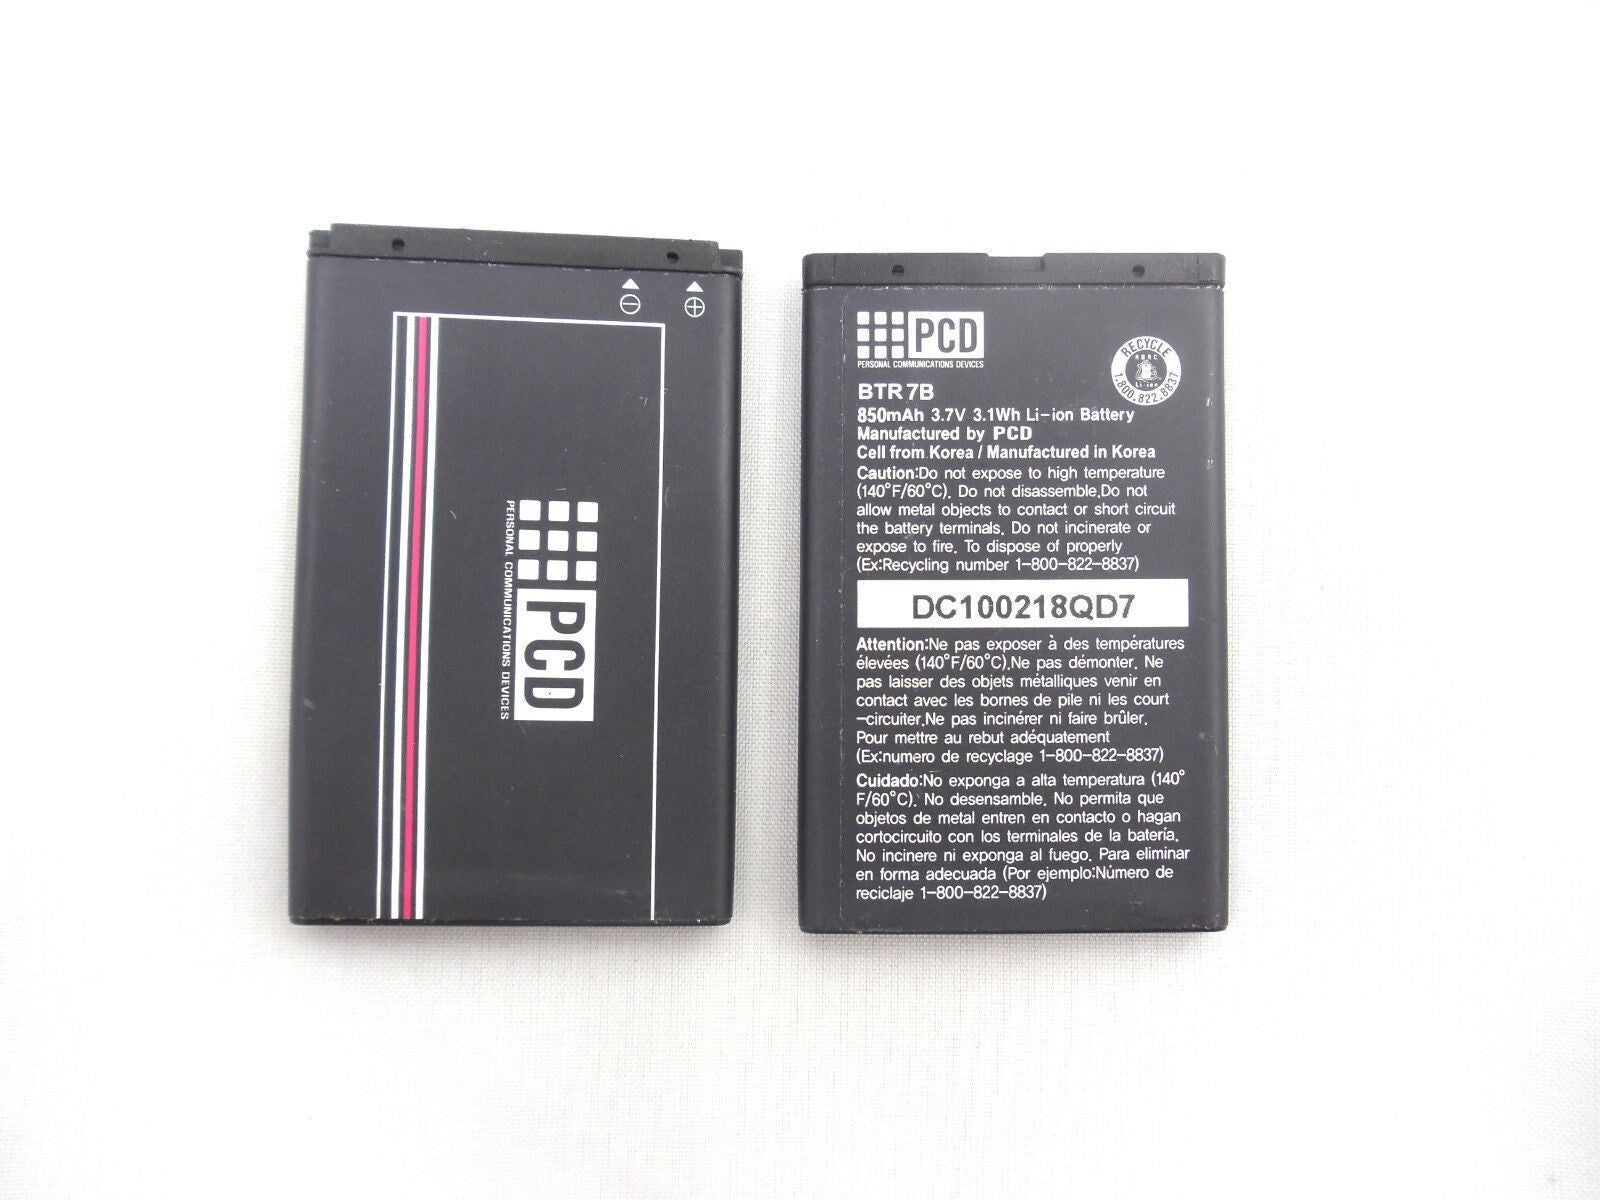 PCD
PERSONAL COMMUNICATIONS DEVICES
PCD
PERSONAL COMMUNICATIONS DEVICES
RECYCLE
RBRC
Li-ion
1.800.822.8837
BTR7B
850mAh 3.7V 3.1Wh Li-ion Battery
Manufactured by PCD
Cell from Korea / Manufactured in Korea
Caution:Do not expose to high temperature
(140°F/60°C). Do not disassemble.Do not
allow metal objects to contact or short circuit
the battery terminals. Do not incinerate or
expose to fire. To dispose of properly
(Ex:Recycling number 1-800-822-8837)
DC100218QD7
Attention:Ne pas exposer à des températures
élevées (140°F/60°C).Ne pas démonter. Ne
pas laisser des objets métalliques venir en
contact avec les bornes de pile ni les court
-circuiter.Ne pas incinérer ni faire brûler.
Pour mettre au rebut adéquatement
(Ex:numero de recyclage 1-800-822-8837)
Cuidado:No exponga a alta temperatura (140°
F/60°C). No desensamble. No permita que
objetos de metal entren en contacto o hagan
cortocircuito con los terminales de la batería.
No incinere ni exponga al fuego. Para eliminar
en forma adecuada (Por ejemplo:Número de
reciclaje 1-800-822-8837)